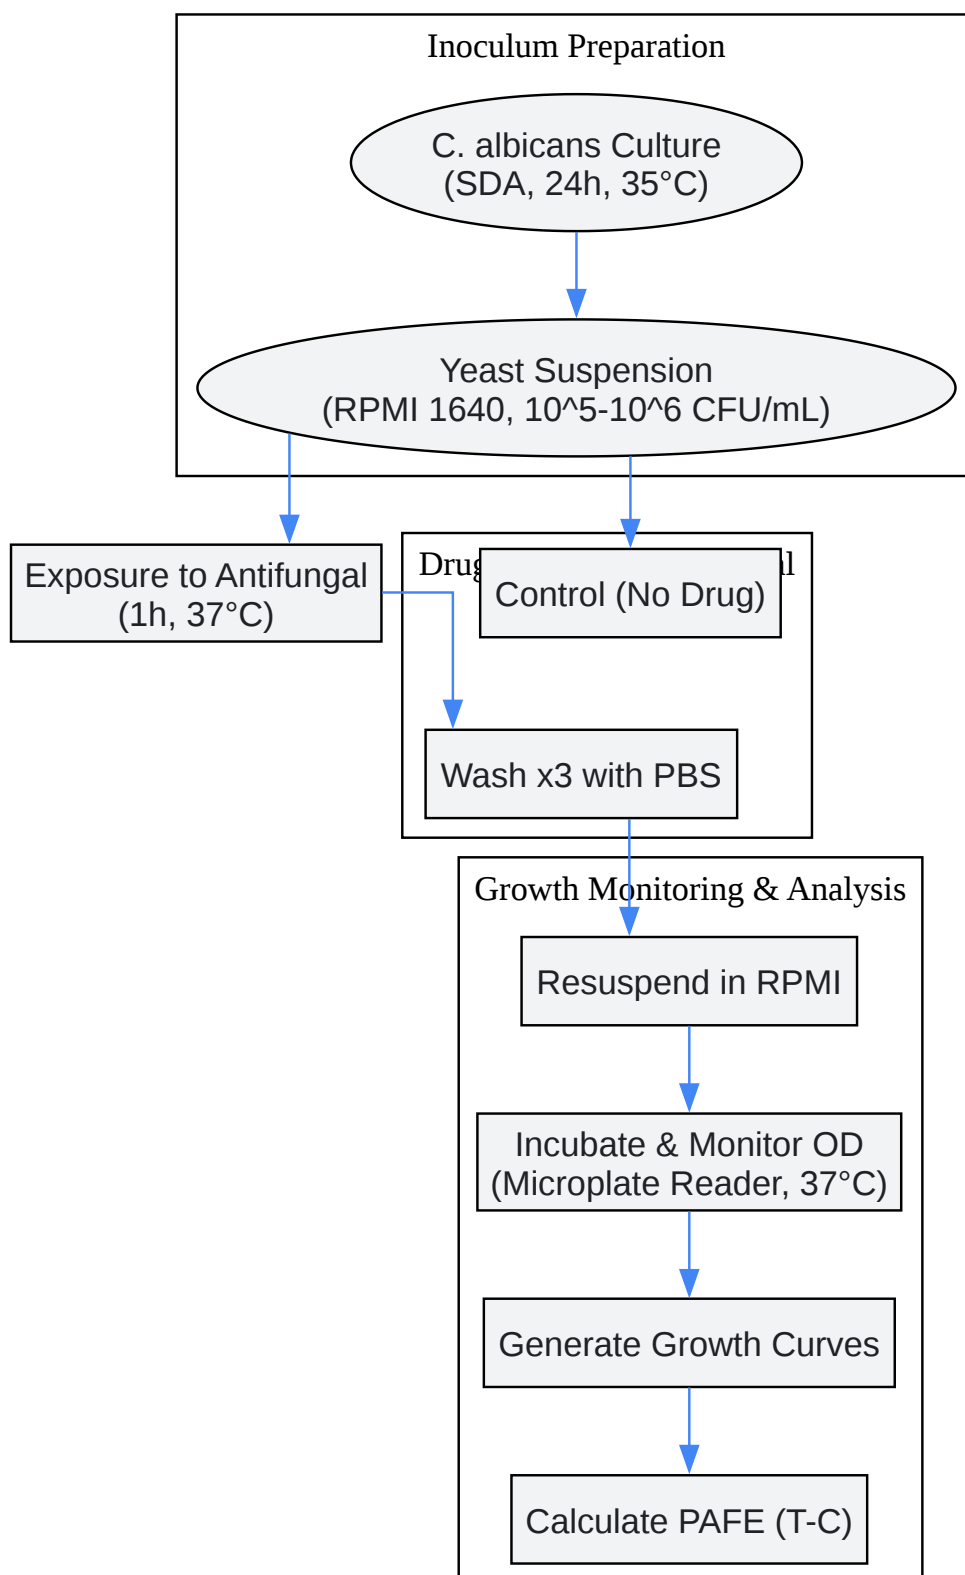 Inoculum Preparation
C. albicans Culture
(SDA, 24h, 35°C)
Yeast Suspension
(RPMI 1640, 10^5-10^6 CFU/mL)
Exposure to Antifungal
(1h, 37°C)
Drug
Control (No Drug)
Wash x3 with PBS
Growth Monitoring & Analysis
Resuspend in RPMI
Incubate & Monitor OD
(Microplate Reader, 37°C)
Generate Growth Curves
Calculate PAFE (T-C)